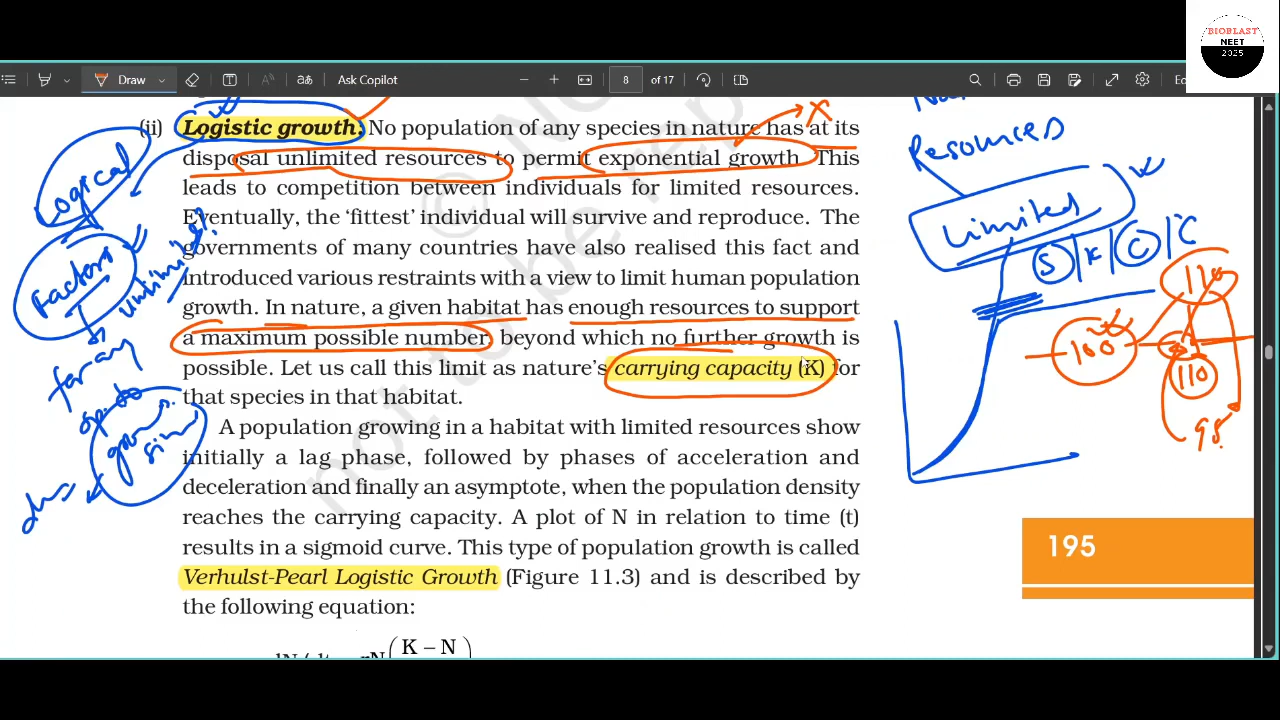 BIOBLAST
NEET
2025
Draw
Ask Copilot
8 of 17
(ii) Logistic growth: No population of any species in nature has at its
disposal unlimited resources to permit exponential growth. This
leads to competition between individuals for limited resources.
Eventually, the ‘fittest’ individual will survive and reproduce. The
governments of many countries have also realised this fact and
introduced various restraints with a view to limit human population
growth. In nature, a given habitat has enough resources to support
a maximum possible number, beyond which no further growth is
possible. Let us call this limit as nature’s carrying capacity (K) for
that species in that habitat.
A population growing in a habitat with limited resources show
initially a lag phase, followed by phases of acceleration and
deceleration and finally an asymptote, when the population density
reaches the carrying capacity. A plot of N in relation to time (t)
results in a sigmoid curve. This type of population growth is called
Verhulst-Pearl Logistic Growth (Figure 11.3) and is described by
the following equation:
K – N
Logical
Factors
unlimited
for any
Resources
Limited
S | K | C | C
110
100
110
98
195